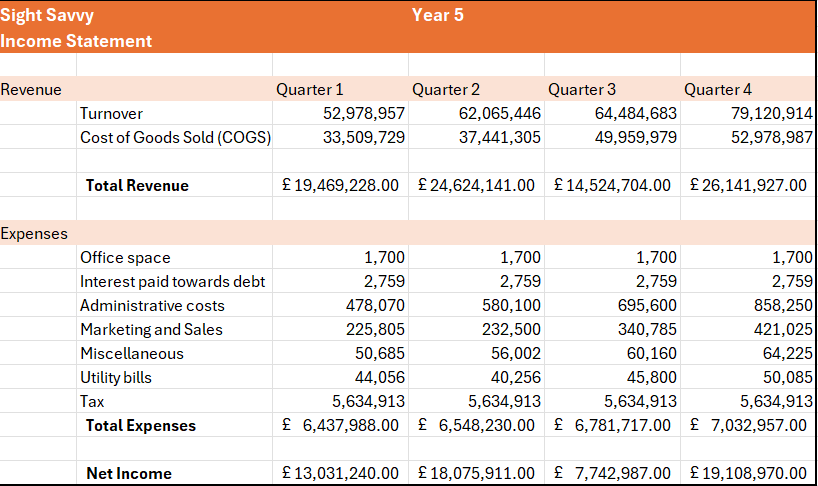 Sight Savvy Year 5
Income Statement
Revenue Quarter 1 Quarter 2 Quarter 3 Quarter 4
Turnover 52,978,957 62,065,446 64,484,683 79,120,914
Cost of Goods Sold (COGS) 33,509,729 37,441,305 49,959,979 52,978,987
Total Revenue £ 19,469,228.00 £ 24,624,141.00 £ 14,524,704.00 £ 26,141,927.00
Expenses
Office space 1,700 1,700 1,700 1,700
Interest paid towards debt 2,759 2,759 2,759 2,759
Administrative costs 478,070 580,100 695,600 858,250
Marketing and Sales 225,805 232,500 340,785 421,025
Miscellaneous 50,685 56,002 60,160 64,225
Utility bills 44,056 40,256 45,800 50,085
Tax 5,634,913 5,634,913 5,634,913 5,634,913
Total Expenses £ 6,437,988.00 £ 6,548,230.00 £ 6,781,717.00 £ 7,032,957.00
Net Income £ 13,031,240.00 £ 18,075,911.00 £ 7,742,987.00 £ 19,108,970.00